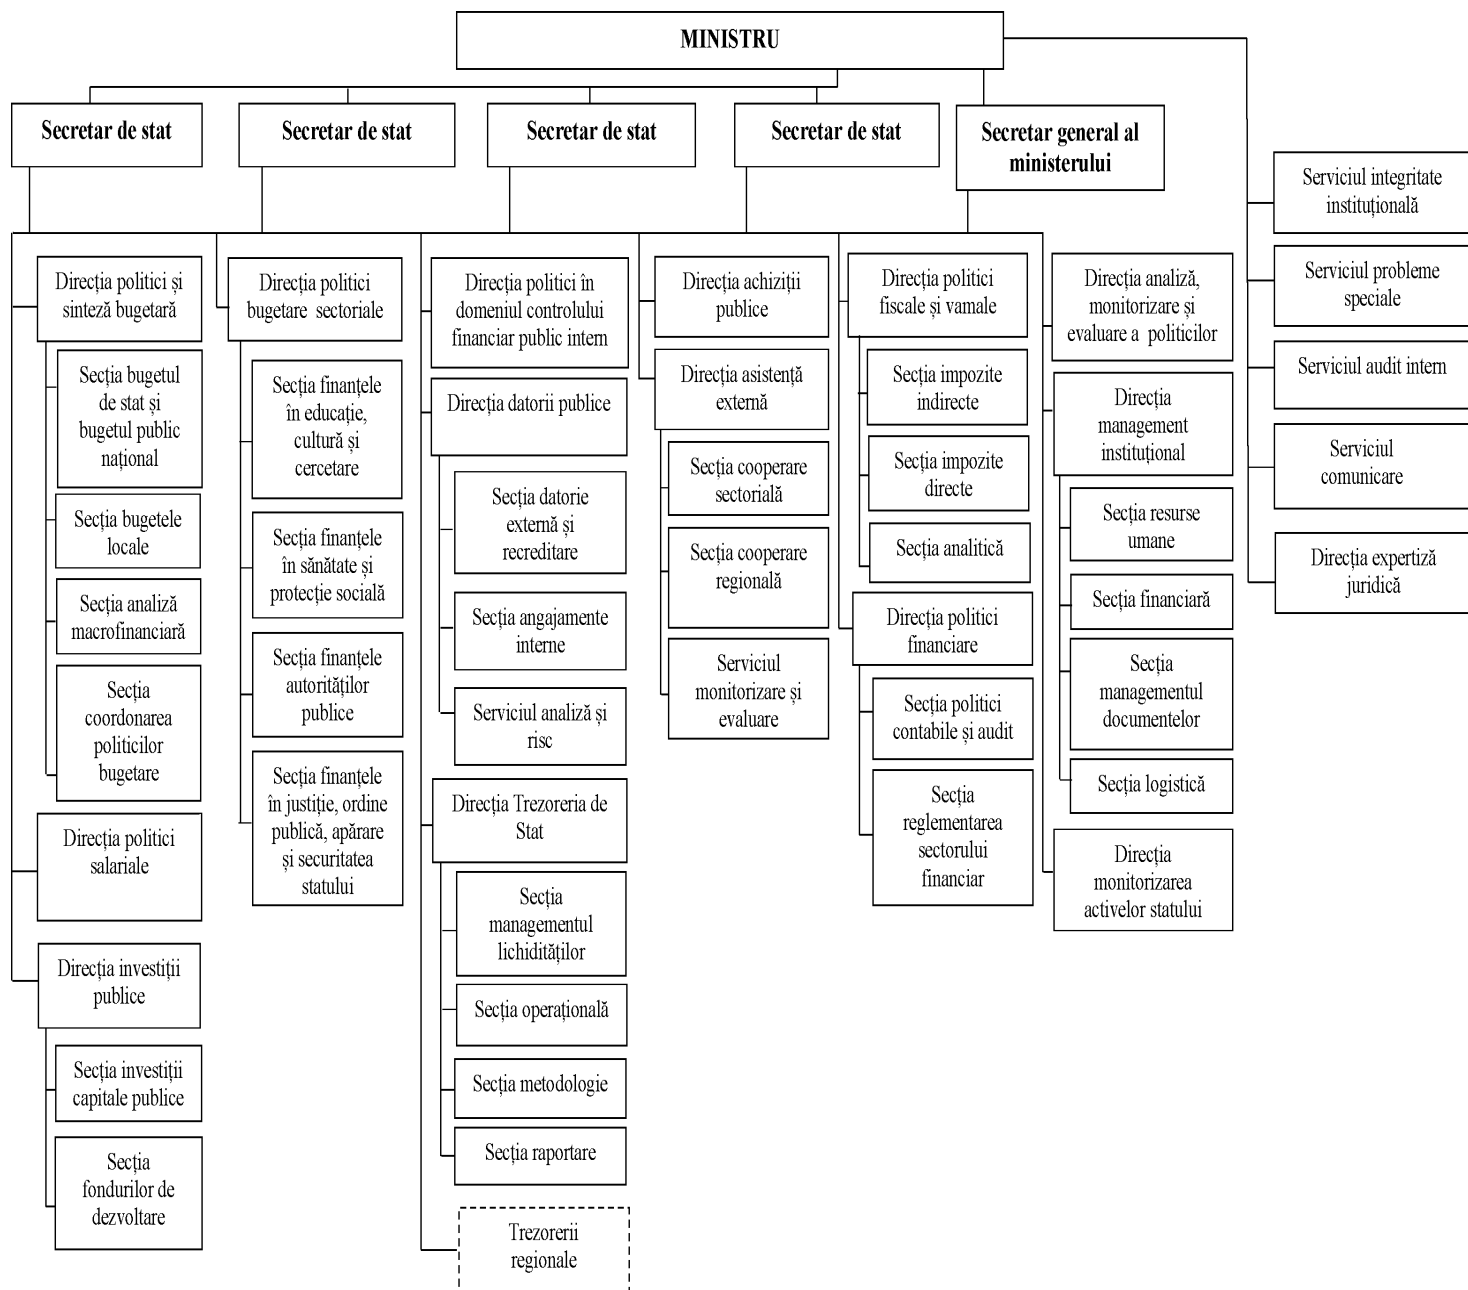 MINISTRU
Secretar de stat
Secretar de stat
Secretar de stat
Secretar de stat
Secretar general al
ministerului
Serviciul integritate
instituțională
Serviciul probleme
speciale
Serviciul audit intern
Serviciul
comunicare
Direcția expertiză
juridică
Direcția politici și
sinteză bugetară
Secția bugetul
de stat și
bugetul public
național
Secția bugetele
locale
Secția analiză
macrofinanciară
Secția
coordonarea
politicilor
bugetare
Direcția politici
salariale
Direcția investiții
publice
Secția investiții
capitale publice
Secția
fondurilor de
dezvoltare
Direcția politici
bugetare sectoriale
Secția finanțele
în educație,
cultură și
cercetare
Secția finanțele
în sănătate și
protecție socială
Secția finanțele
autorităților
publice
Secția finanțele
în justiție, ordine
publică, apărare
și securitatea
statului
Direcția politici în
domeniul controlului
financiar public intern
Direcția datorii publice
Secția datorie
externă și
recreditare
Secția angajamente
interne
Serviciul analiză și
risc
Direcția Trezoreria de
Stat
Secția
managementul
lichidităților
Secția operațională
Secția metodologie
Secția raportare
Trezorerii
regionale
Direcția achiziții
publice
Direcția asistență
externă
Secția cooperare
sectorială
Secția cooperare
regională
Serviciul
monitorizare și
evaluare
Direcția politici
fiscale și vamale
Secția impozite
indirecte
Secția impozite
directe
Secția analitică
Direcția politici
financiare
Secția politici
contabile și audit
Secția
reglementarea
sectorului
financiar
Direcția analiză,
monitorizare și
evaluare a politicilor
Direcția
management
instituțional
Secția resurse
umane
Secția financiară
Secția
managementul
documentelor
Secția logistică
Direcția
monitorizarea
activelor statului